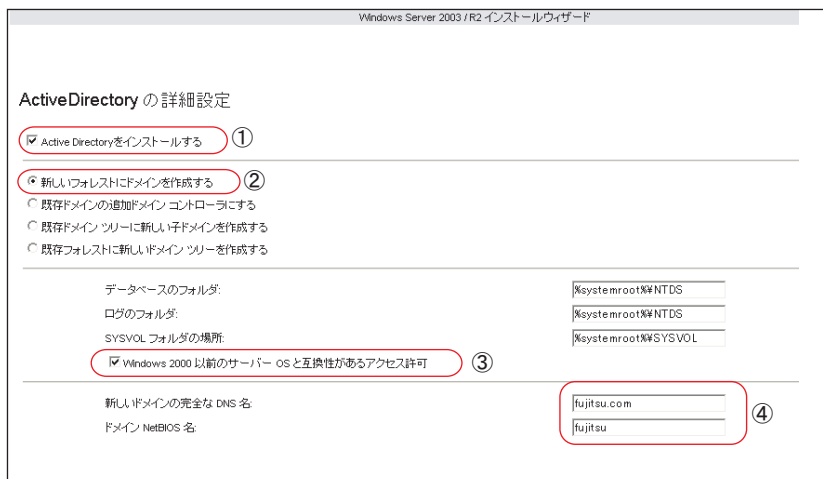 Windows Server 2003 / R2 インストールウィザード
ActiveDirectory の詳細設定
Active Directoryをインストールする ①
新しいフォレストにドメインを作成する ②
既存ドメインの追加ドメイン コントローラにする
既存ドメイン ツリーに新しい子ドメインを作成する
既存フォレストに新しいドメイン ツリーを作成する
データベースのフォルダ: %systemroot%¥NTDS
ログのフォルダ: %systemroot%¥NTDS
SYSVOL フォルダの場所: %systemroot%¥SYSVOL
Windows 2000 以前のサーバー OS と互換性があるアクセス許可 ③
新しいドメインの完全な DNS 名: fujitsu.com
ドメイン NetBIOS 名: fujitsu
④